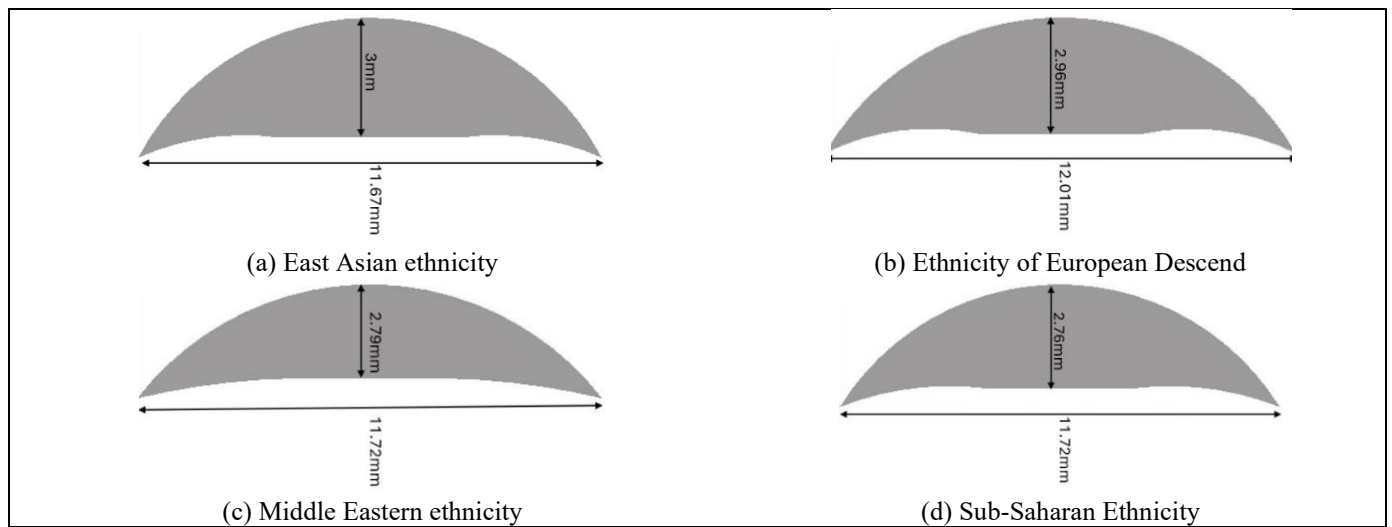 3mm
11.67mm
(a) East Asian ethnicity
2.96mm
12.01mm
(b) Ethnicity of European Descend
2.79mm
11.72mm
(c) Middle Eastern ethnicity
2.76mm
11.72mm
(d) Sub-Saharan Ethnicity